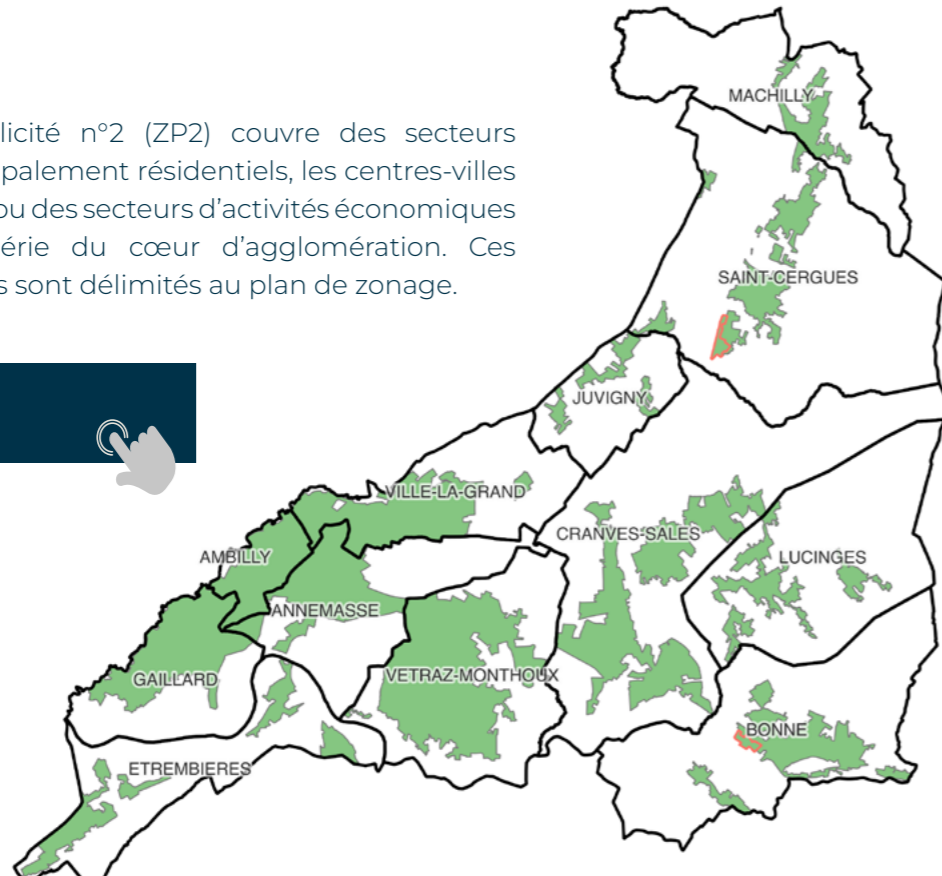 licité n°2 (ZP2) couvre des secteurs
palement résidentiels, les centres-villes
ou des secteurs d'activités économiques
érie du cœur d'agglomération. Ces
s sont délimités au plan de zonage.
MACHILLY
SAINT-CERGUES
JUVIGNY
VILLE-LA-GRAND
CRANVES-SALES
AMBILLY
LUCINGES
ANNEMASSE
GAILLARD
VETRAZ-MONTHOUX
BONNE
ETREMBIERES